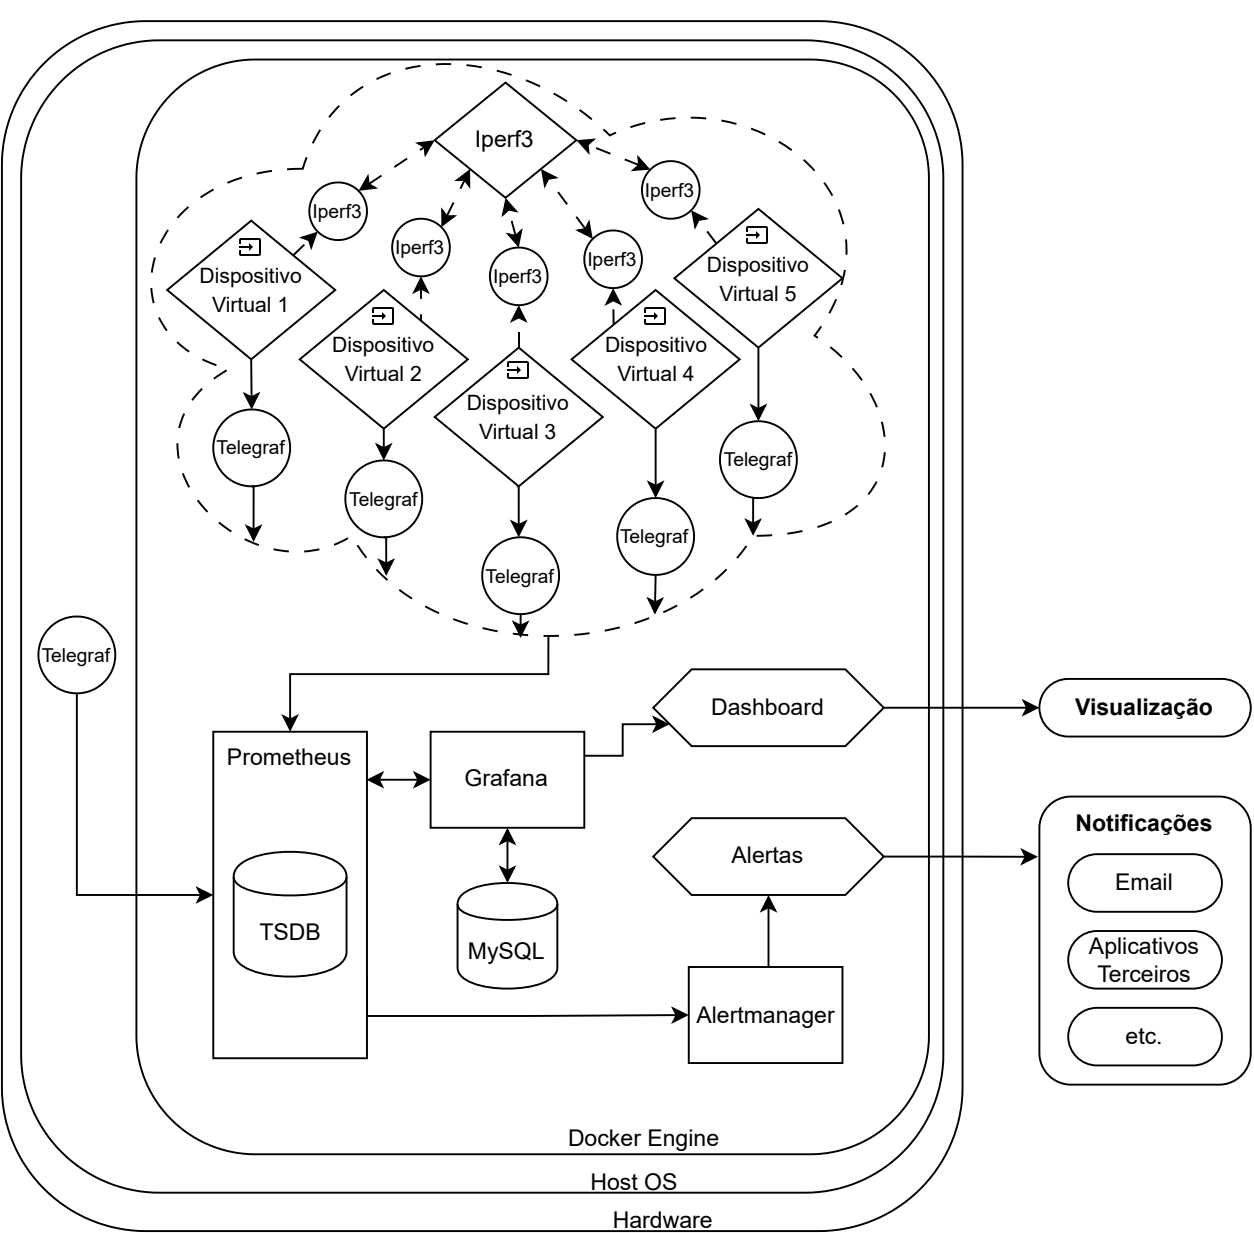 Iperf3
Iperf3
Iperf3
Iperf3
Iperf3
Iperf3
Dispositivo
Virtual 1
Dispositivo
Virtual 2
Dispositivo
Virtual 3
Dispositivo
Virtual 4
Dispositivo
Virtual 5
Telegraf
Telegraf
Telegraf
Telegraf
Telegraf
Telegraf
Prometheus
TSDB
Grafana
MySQL
Dashboard
Alertas
Alertmanager
Visualização
Notificações
Email
Aplicativos
Terceiros
etc.
Docker Engine
Host OS
Hardware